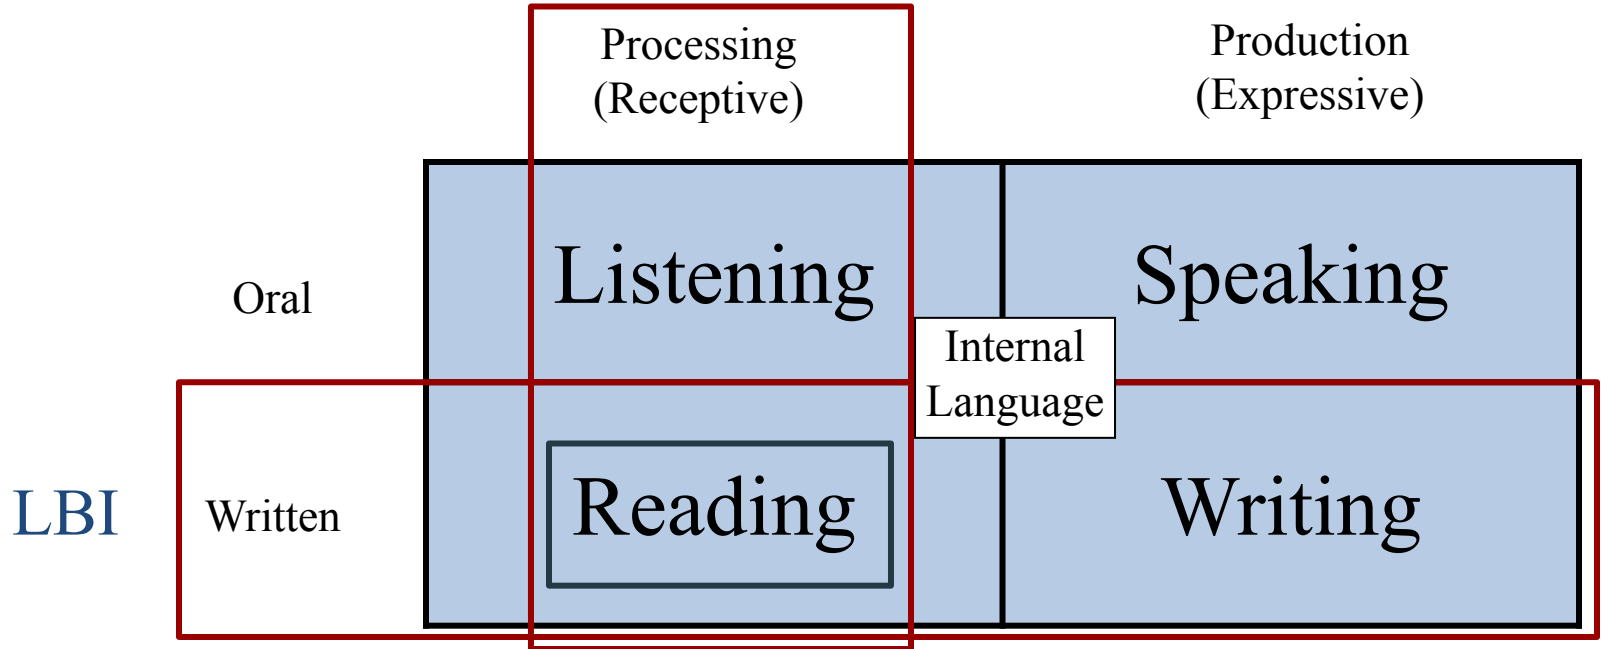 Processing
(Receptive)
Production
(Expressive)
Oral
Listening
Speaking
Internal
Language
LBI
Written
Reading
Writing